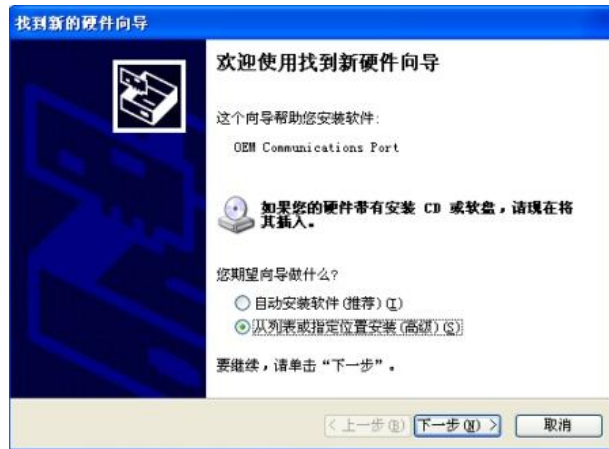 找到新的硬件向导
欢迎使用找到新硬件向导
这个向导帮助您安装软件:
OEM Communications Port
如果您的硬件带有安装 CD 或软盘，请现在将
其插入。
您期望向导做什么?
自动安装软件(推荐)(I)
从列表或指定位置安装(高级)(S)
要继续，请单击“下一步”。
< 上一步(B) 下一步(N) > 取消